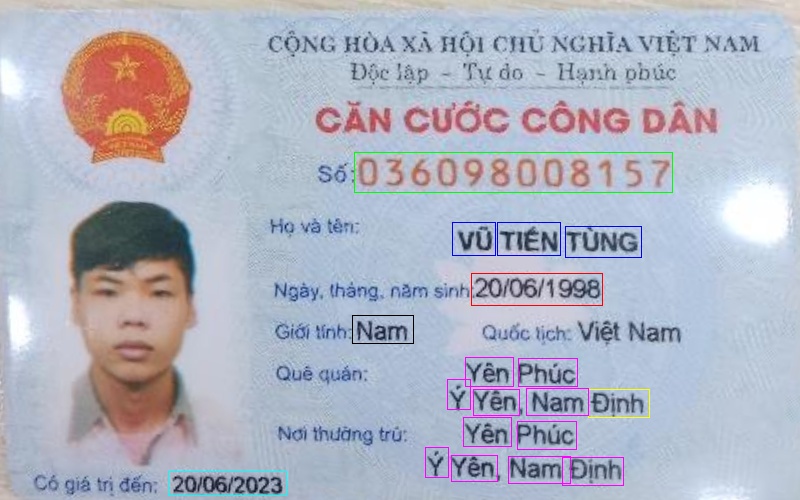 CỘNG HÒA XÃ HỘI CHỦ NGHĨA VIỆT NAM
Độc lập - Tự do - Hạnh phúc
CĂN CƯỚC CÔNG DÂN
Số: 036098008157
Họ và tên: VŨ TIẾN TÙNG
Ngày, tháng, năm sinh: 20/06/1998
Giới tính: Nam Quốc tịch: Việt Nam
Quê quán: Yên Phúc
Ý Yên, Nam Định
Nơi thường trú: Yên Phúc
Ý Yên, Nam Định
Có giá trị đến: 20/06/2023